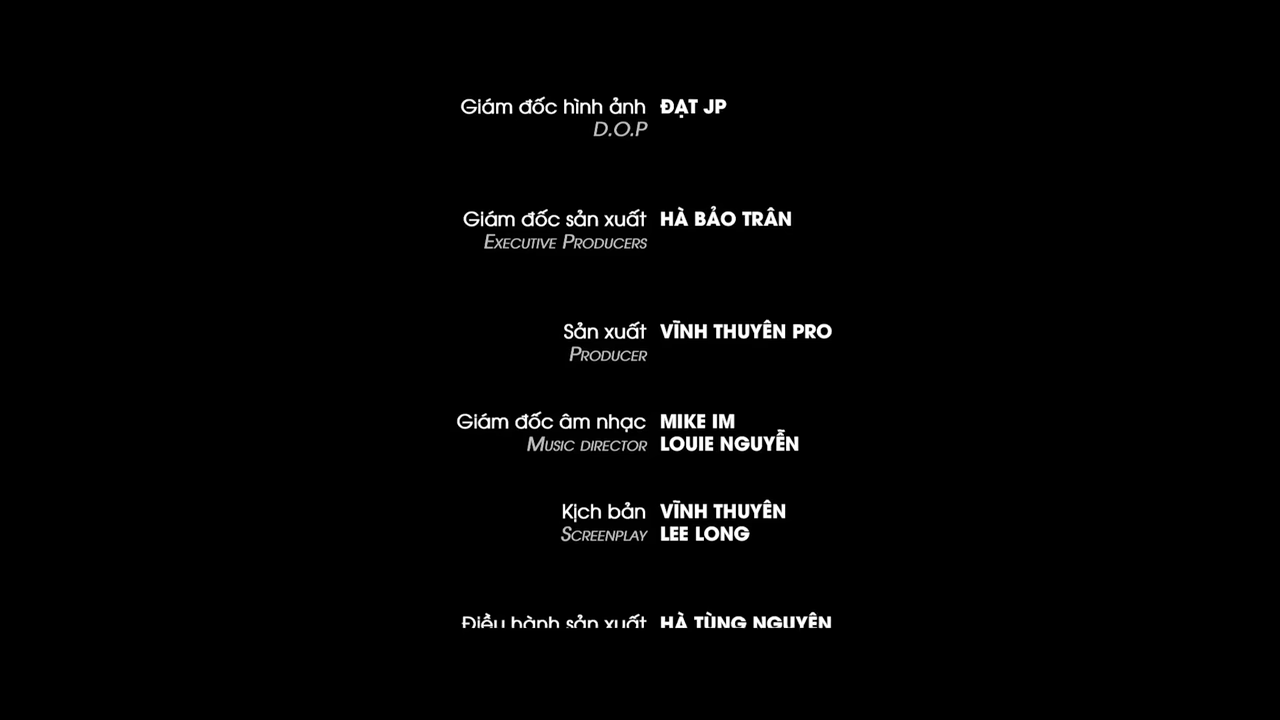 Giám đốc hình ảnh ĐẠT JP
D.O.P
Giám đốc sản xuất HÀ BẢO TRÂN
EXECUTIVE PRODUCERS
Sản xuất VĨNH THUYÊN PRO
PRODUCER
Giám đốc âm nhạc MIKE IM
MUSIC DIRECTOR LOUIE NGUYỄN
Kịch bản VĨNH THUYÊN
SCREENPLAY LEE LONG
Điều hành sản xuất HÀ TÙNG NGUYÊN